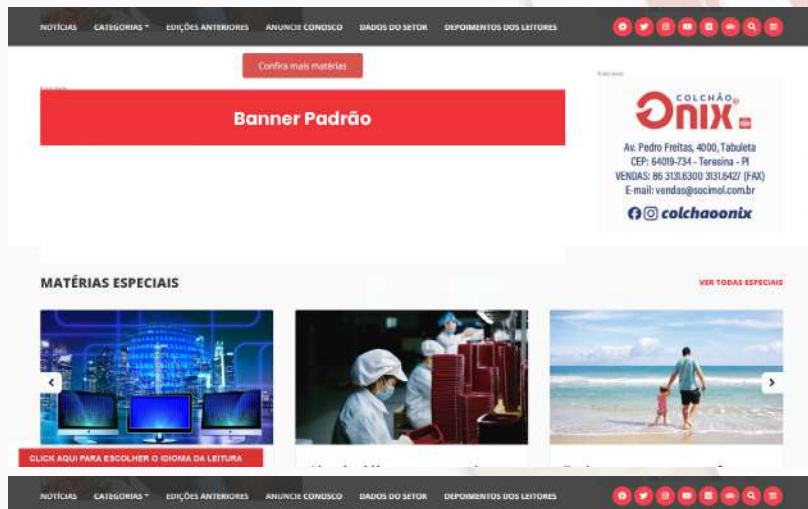 NOTÍCIAS CATEGORIAS EDIÇÕES ANTERIORES ANUNCIE CONOSCO DADOS DO SETOR DEPOIMENTOS DOS LEITORES
Confira mais matérias
Banner Padrão
COLCHÃO
Onix
Av. Pedro Freitas, 4000, Tabuleta
CEP: 64019-734 - Teresina - PI
VENDAS: 86 3131.6300 3131.6427 (FAX)
E-mail: vendas@socimol.com.br
colchaoonix
MATÉRIAS ESPECIAIS
VER TODAS ESPECIAIS
CLICK AQUI PARA ESCOLHER O IDIOMA DA LEITURA
NOTÍCIAS CATEGORIAS EDIÇÕES ANTERIORES ANUNCIE CONOSCO DADOS DO SETOR DEPOIMENTOS DOS LEITORES